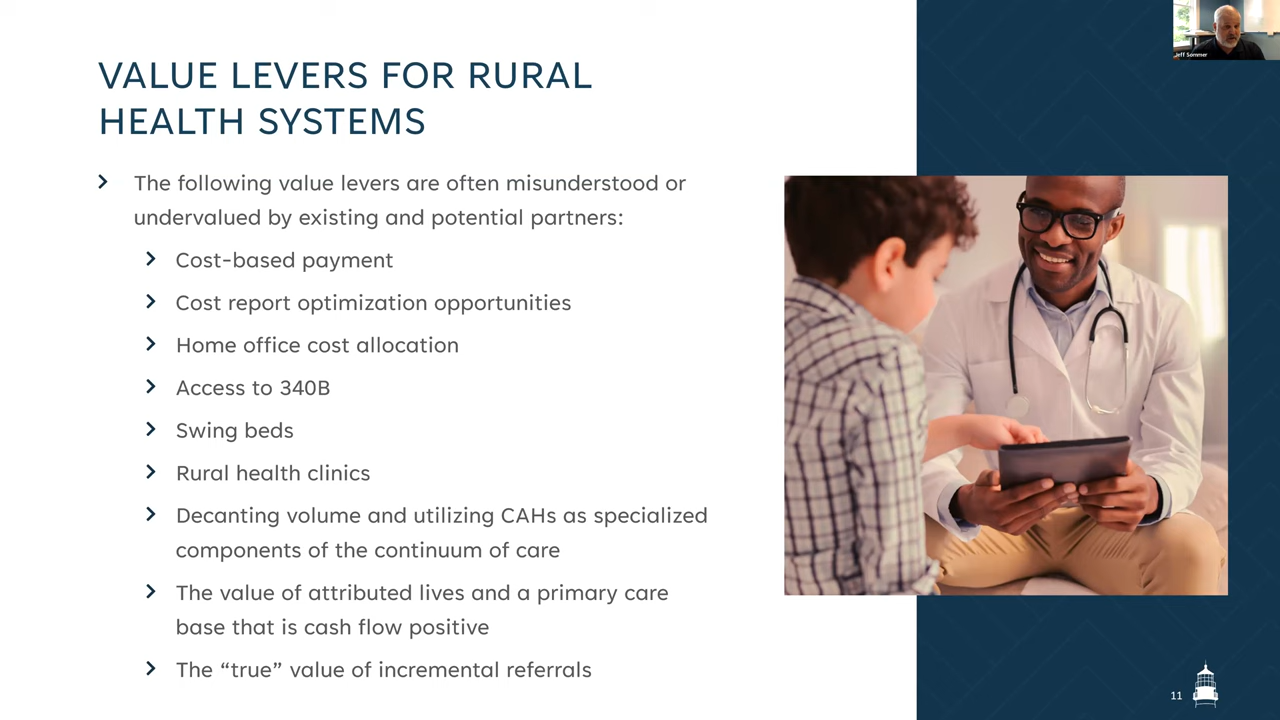 Jeff Sommer
VALUE LEVERS FOR RURAL
HEALTH SYSTEMS
The following value levers are often misunderstood or
undervalued by existing and potential partners:
Cost-based payment
Cost report optimization opportunities
Home office cost allocation
Access to 340B
Swing beds
Rural health clinics
Decanting volume and utilizing CAHs as specialized
components of the continuum of care
The value of attributed lives and a primary care
base that is cash flow positive
The “true” value of incremental referrals
11